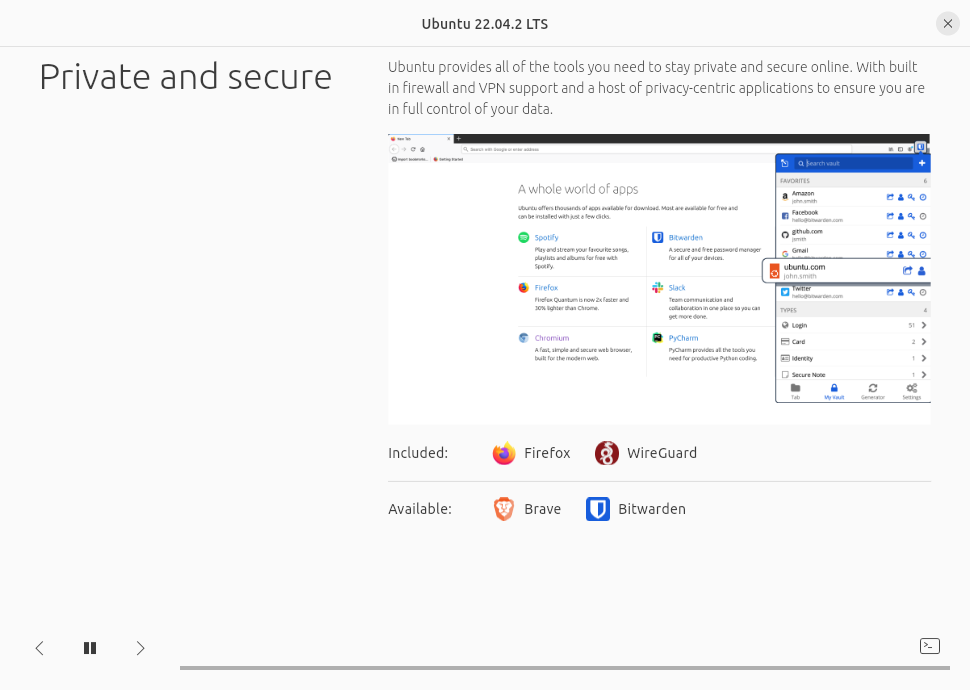 Ubuntu 22.04.2 LTS
Private and secure
Ubuntu provides all of the tools you need to stay private and secure online. With built
in firewall and VPN support and a host of privacy-centric applications to ensure you are
in full control of your data.
New Tab
Search with Google or enter address
Import bookmarks... Getting Started
A whole world of apps
Ubuntu offers thousands of apps available for download. Most are available for free and
can be installed with just a few clicks.
Spotify
Play and stream your favourite songs,
playlists and albums for free with
Spotify.
Bitwarden
A secure and free password manager
for all of your devices.
Firefox
Firefox Quantum is now 2x faster and
30% lighter than Chrome.
Slack
Team communication and
collaboration in one place so you can
get more done.
Chromium
A fast, simple and secure web browser,
built for the modern web.
PyCharm
PyCharm provides all the tools you
need for productive Python coding.
Search vault
FAVORITES 6
Amazon
john.smith
Facebook
hello@bitwarden.com
github.com
jsmith
Gmail
ubuntu.com
john.smith
Twitter
hello@bitwarden.com
TYPES 4
Login 51
Card 2
Identity 1
Secure Note 1
Tab My Vault Generator Settings
Included: Firefox WireGuard
Available: Brave Bitwarden